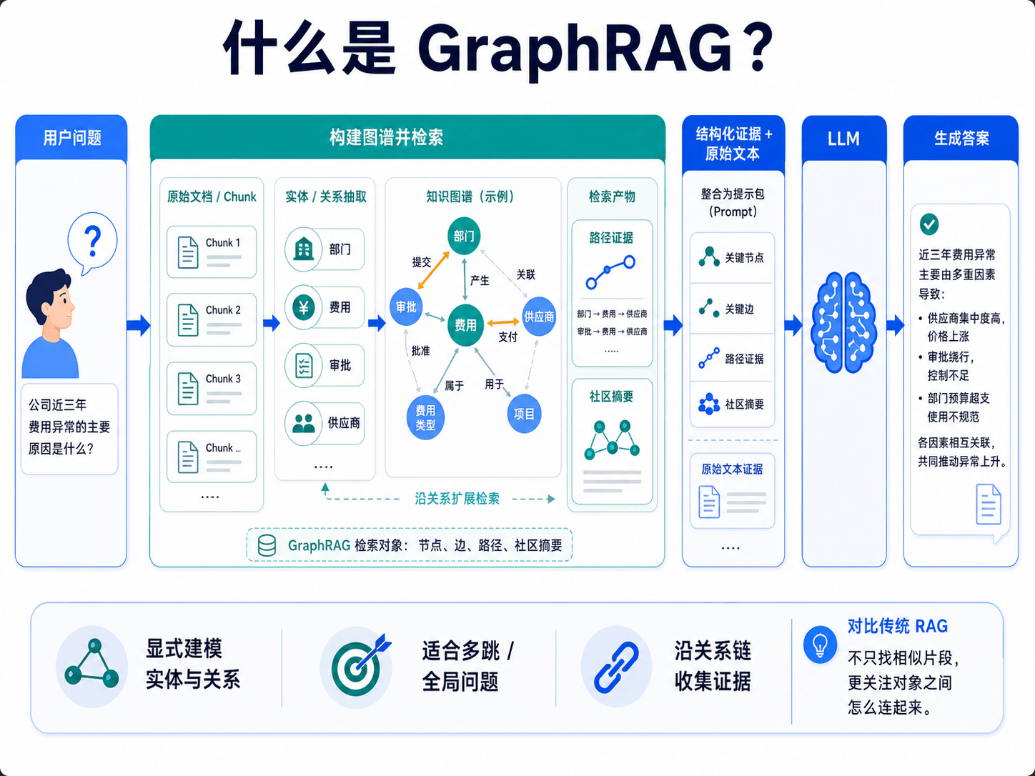 什么是 GraphRAG？
用户问题
?
公司近三年
费用异常的主要
原因是什么？
构建图谱并检索
原始文档 / Chunk
Chunk 1
Chunk 2
Chunk 3
Chunk ...
....
实体 / 关系抽取
部门
¥
费用
审批
供应商
....
知识图谱（示例）
部门
提交
产生
关联
审批
费用
供应商
支付
批准
属于
用于
费用
类型
项目
检索产物
路径证据
部门 → 费用 → 供应商
审批 → 费用 → 供应商
.....
社区摘要
沿关系扩展检索
GraphRAG 检索对象： 节点、边、路径、社区摘要
结构化证据 +
原始文本
整合为提示包
（Prompt）
关键节点
关键边
路径证据
社区摘要
原始文本证据
....
LLM
生成答案
近三年费用异常
主要由多重因素
导致：
• 供应商集中度高，
价格上涨
• 审批绕行，
控制不足
• 部门预算超支
使用不规范
各因素相互关联，
共同推动异常上升。
显式建模
实体与关系
适合多跳 /
全局问题
沿关系链
收集证据
对比传统 RAG
不只找相似片段，
更关注对象之间
怎么连起来。